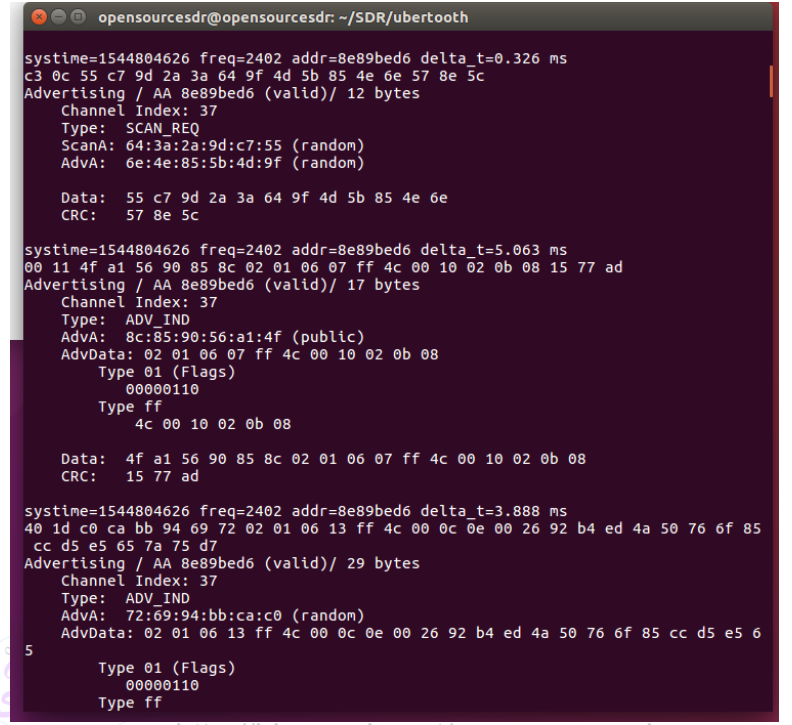 opensourcesdr@opensourcesdr: ~/SDR/ubertooth
systime=1544804626 freq=2402 addr=8e89bed6 delta_t=0.326 ms
c3 0c 55 c7 9d 2a 3a 64 9f 4d 5b 85 4e 6e 57 8e 5c
Advertising / AA 8e89bed6 (valid)/ 12 bytes
    Channel Index: 37
    Type:  SCAN_REQ
    ScanA: 64:3a:2a:9d:c7:55 (random)
    AdvA:  6e:4e:85:5b:4d:9f (random)

    Data:  55 c7 9d 2a 3a 64 9f 4d 5b 85 4e 6e
    CRC:   57 8e 5c

systime=1544804626 freq=2402 addr=8e89bed6 delta_t=5.063 ms
00 11 4f a1 56 90 85 8c 02 01 06 07 ff 4c 00 10 02 0b 08 15 77 ad
Advertising / AA 8e89bed6 (valid)/ 17 bytes
    Channel Index: 37
    Type:  ADV_IND
    AdvA:  8c:85:90:56:a1:4f (public)
    AdvData: 02 01 06 07 ff 4c 00 10 02 0b 08
        Type 01 (Flags)
           00000110
        Type ff
            4c 00 10 02 0b 08

    Data:  4f a1 56 90 85 8c 02 01 06 07 ff 4c 00 10 02 0b 08
    CRC:   15 77 ad

systime=1544804626 freq=2402 addr=8e89bed6 delta_t=3.888 ms
40 1d c0 ca bb 94 69 72 02 01 06 13 ff 4c 00 0c 0e 00 26 92 b4 ed 4a 50 76 6f 85
 cc d5 e5 65 7a 75 d7
Advertising / AA 8e89bed6 (valid)/ 29 bytes
    Channel Index: 37
    Type:  ADV_IND
    AdvA:  72:69:94:bb:ca:c0 (random)
    AdvData: 02 01 06 13 ff 4c 00 0c 0e 00 26 92 b4 ed 4a 50 76 6f 85 cc d5 e5 6
5
        Type 01 (Flags)
           00000110
        Type ff